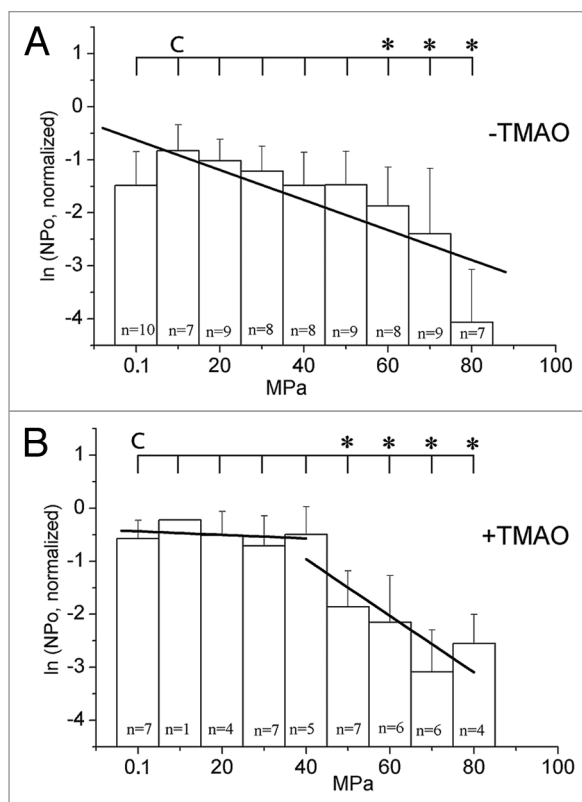 A
C
* * *
1
0
-1
-2
-3
-4
ln (NPo, normalized)
-TMAO
n=10 n=7 n=9 n=8 n=8 n=9 n=8 n=9 n=7
0.1 20 40 60 80 100
MPa
B
C
* * * *
1
0
-1
-2
-3
-4
ln (NPo, normalized)
+TMAO
n=7 n=1 n=4 n=7 n=5 n=7 n=6 n=6 n=4
0.1 20 40 60 80 100
MPa